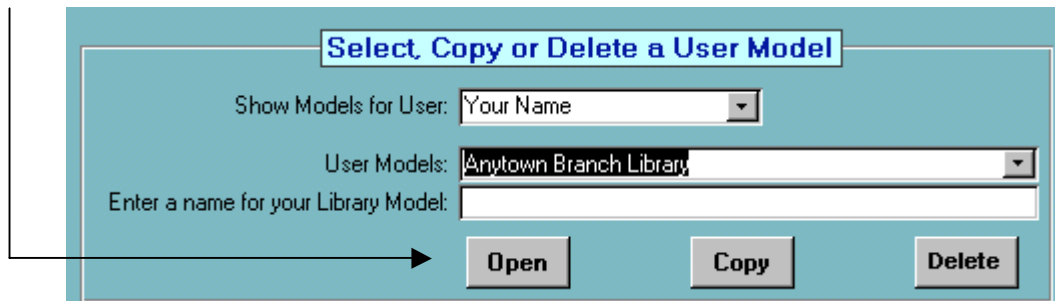 Select, Copy or Delete a User Model
Show Models for User: Your Name
User Models: Anytown Branch Library
Enter a name for your Library Model:
Open Copy Delete